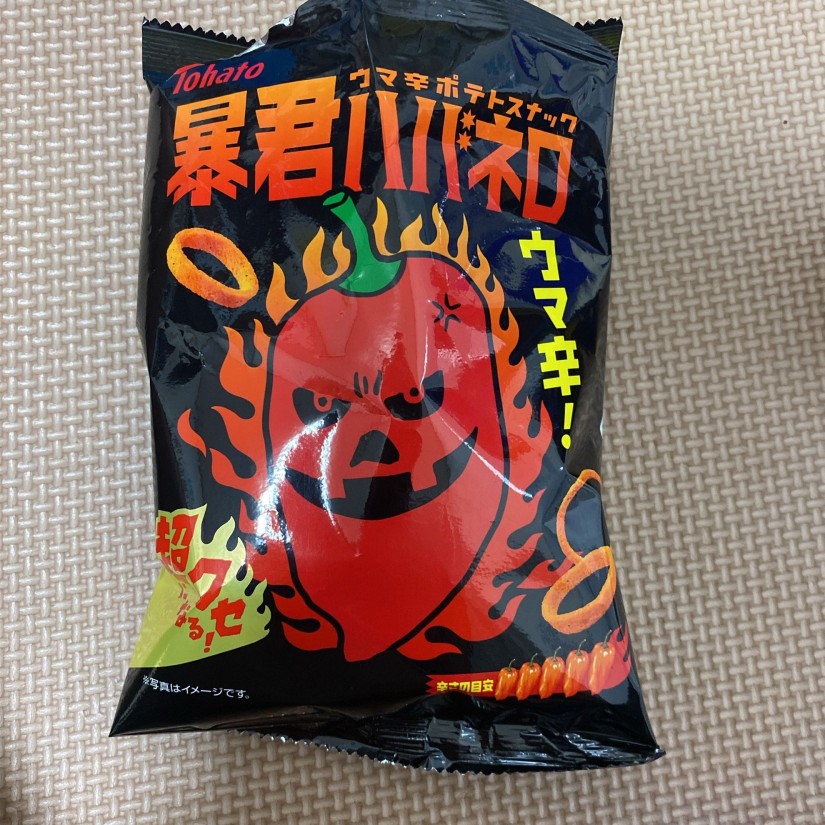 Tohato
ウマ辛ポテトスナック
暴君ハバネロ
ウマ辛!
超
クセ
なる!
※写真はイメージです。
辛さの目安